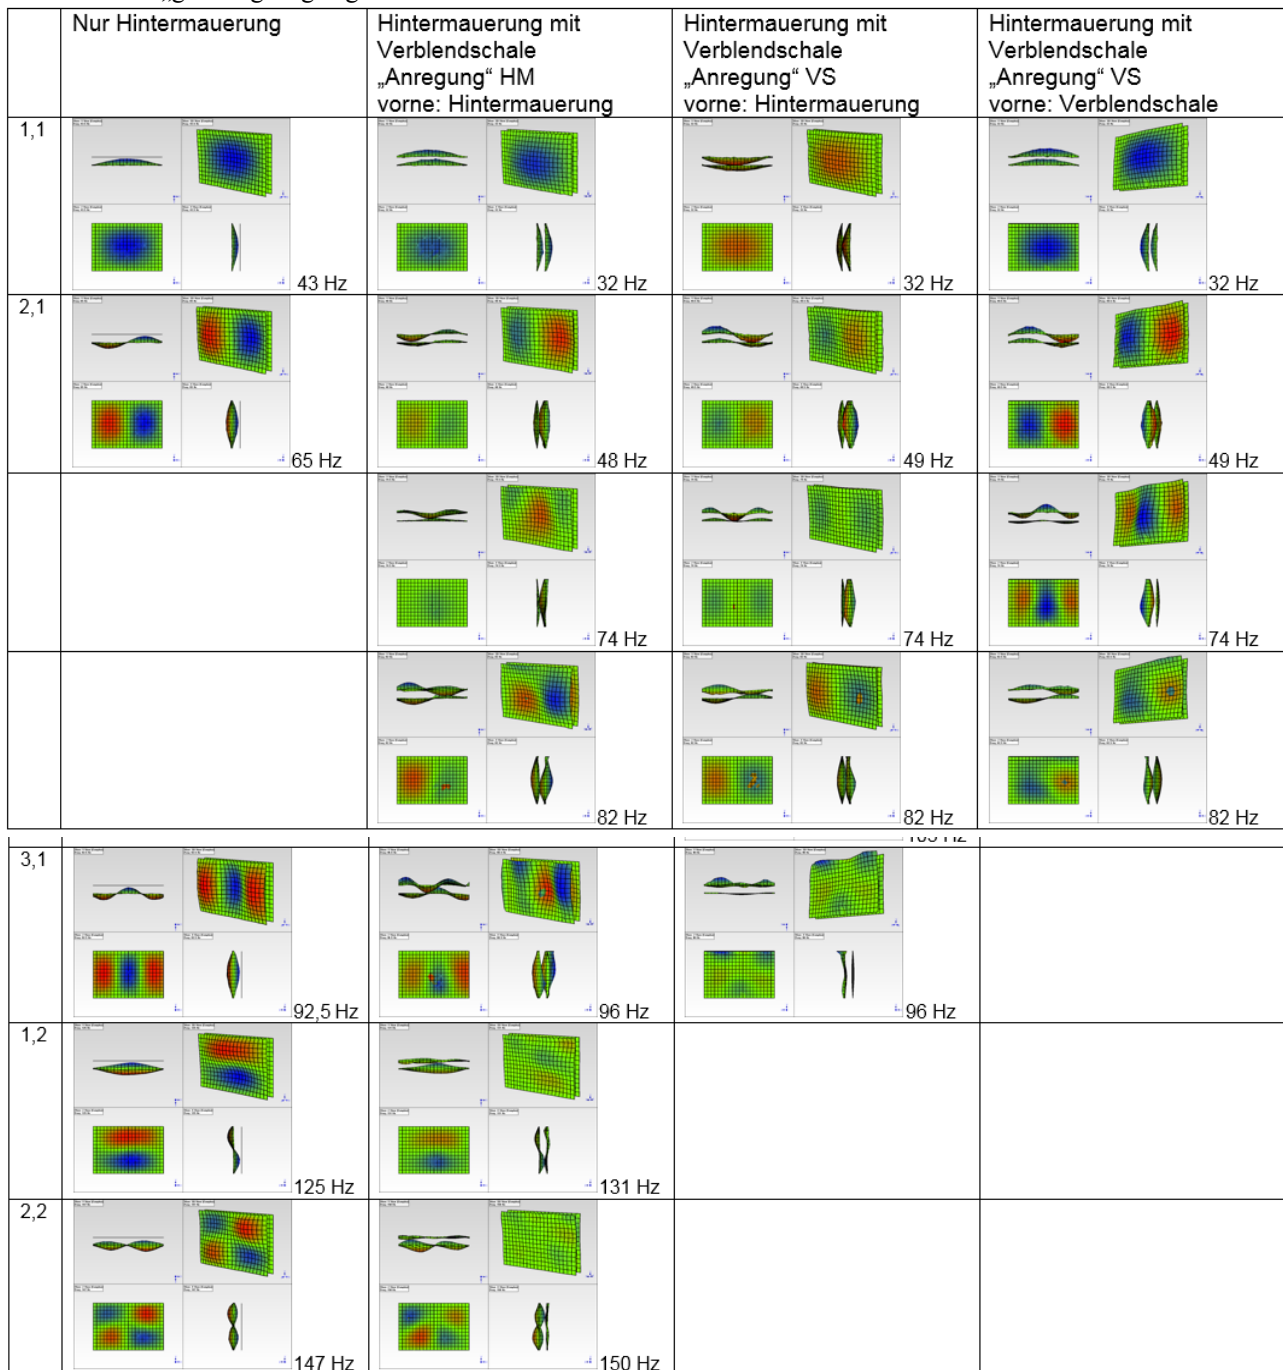 Nur Hintermauerung
Hintermauerung mit
Verblendschale
„Anregung“ HM
vorne: Hintermauerung
Hintermauerung mit
Verblendschale
„Anregung“ VS
vorne: Hintermauerung
Hintermauerung mit
Verblendschale
„Anregung“ VS
vorne: Verblendschale
1,1
43 Hz
32 Hz
32 Hz
32 Hz
2,1
65 Hz
48 Hz
49 Hz
49 Hz
74 Hz
74 Hz
74 Hz
82 Hz
82 Hz
82 Hz
3,1
92,5 Hz
96 Hz
96 Hz
1,2
125 Hz
131 Hz
2,2
147 Hz
150 Hz